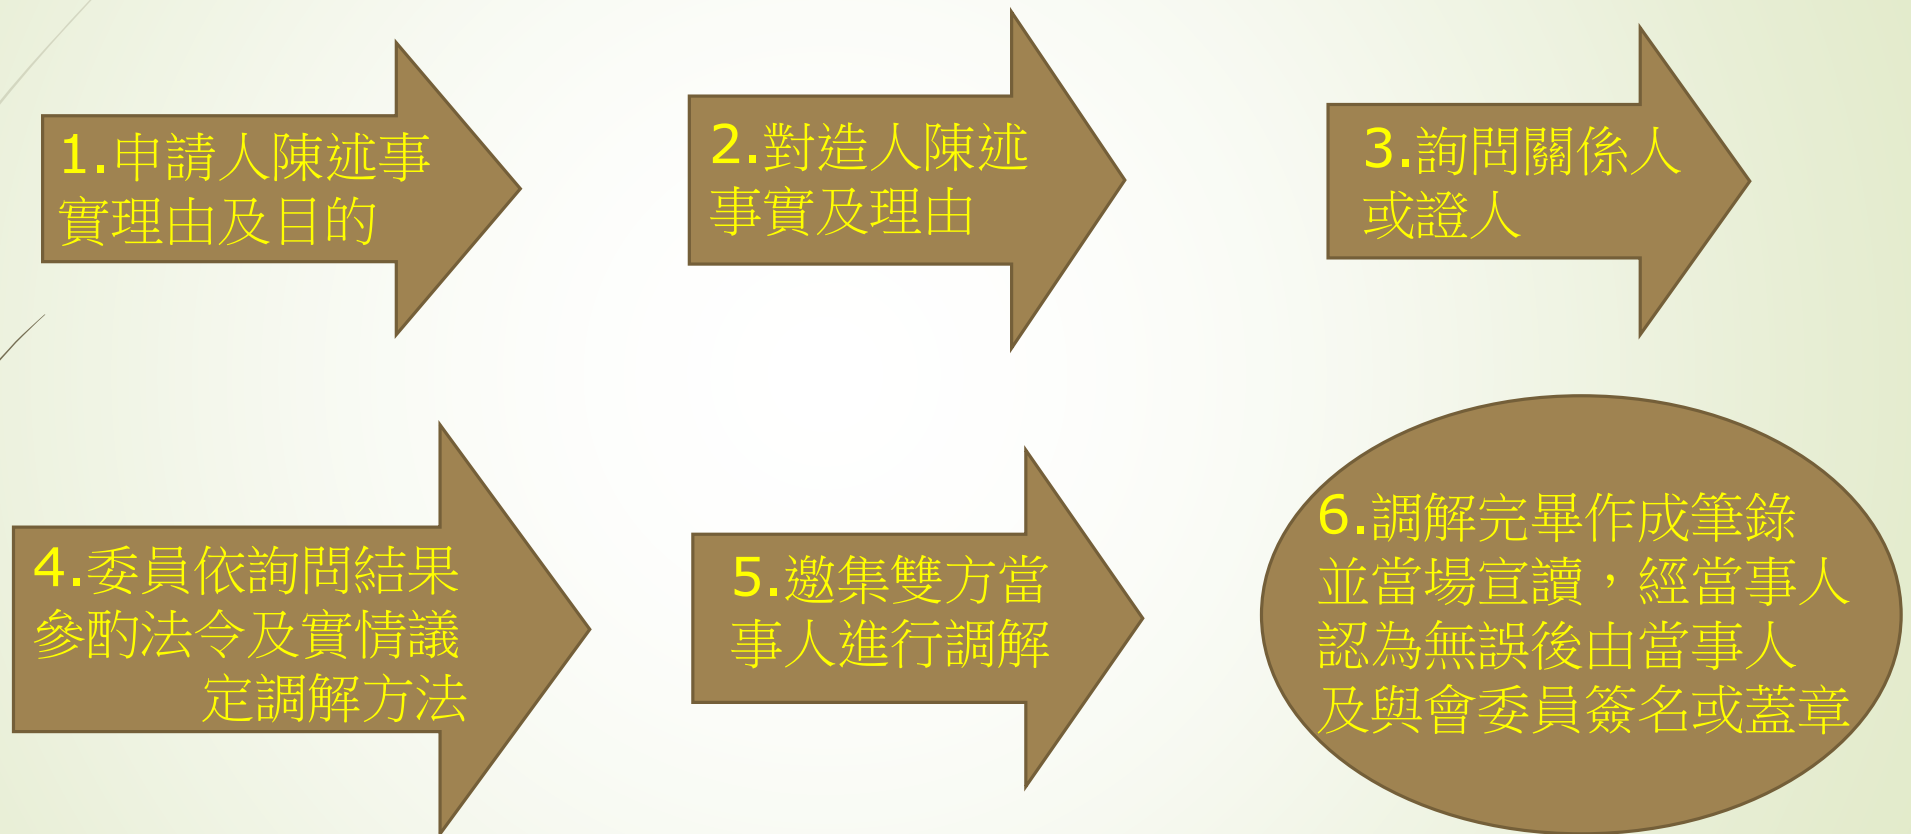 1.申請人陳述事
實理由及目的
2.對造人陳述
事實及理由
3.詢問關係人
或證人
4.委員依詢問結果
參酌法令及實情議
定調解方法
5.邀集雙方當
事人進行調解
6.調解完畢作成筆錄
並當場宣讀，經當事人
認為無誤後由當事人
及與會委員簽名或蓋章